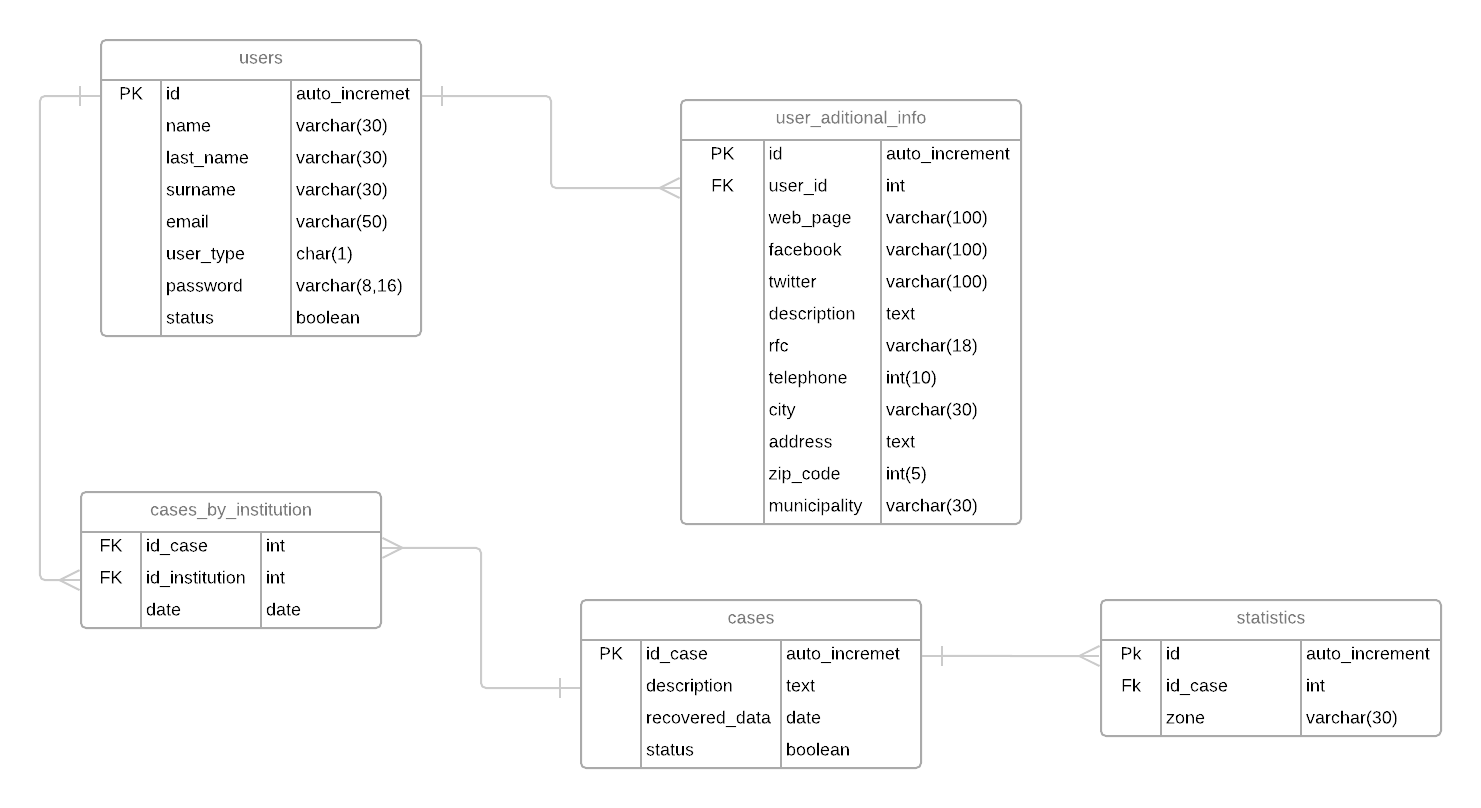 users
PK id auto_incremet
name varchar(30)
last_name varchar(30)
surname varchar(30)
email varchar(50)
user_type char(1)
password varchar(8,16)
status boolean
user_aditional_info
PK id auto_increment
FK user_id int
web_page varchar(100)
facebook varchar(100)
twitter varchar(100)
description text
rfc varchar(18)
telephone int(10)
city varchar(30)
address text
zip_code int(5)
municipality varchar(30)
cases_by_institution
FK id_case int
FK id_institution int
date date
cases
PK id_case auto_incremet
description text
recovered_data date
status boolean
statistics
Pk id auto_increment
Fk id_case int
zone varchar(30)